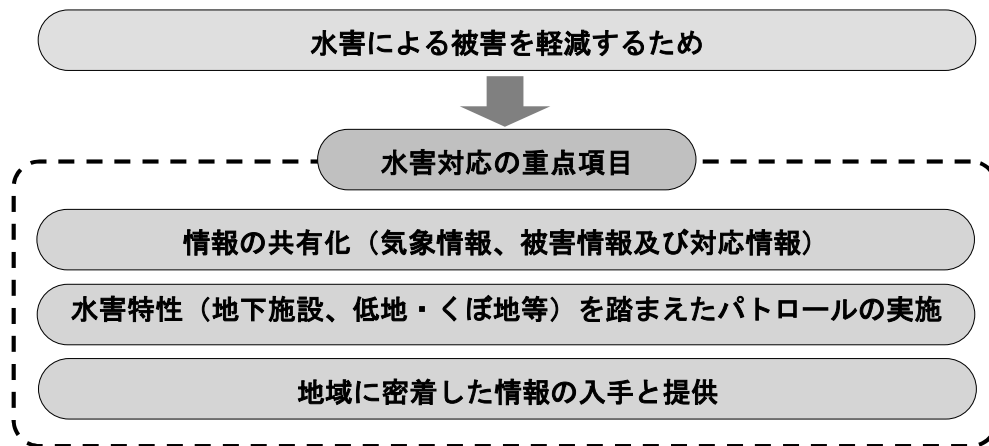 水害による被害を軽減するため
水害対応の重点項目
情報の共有化（気象情報、被害情報及び対応情報）
水害特性（地下施設、低地・くぼ地等）を踏まえたパトロールの実施
地域に密着した情報の入手と提供